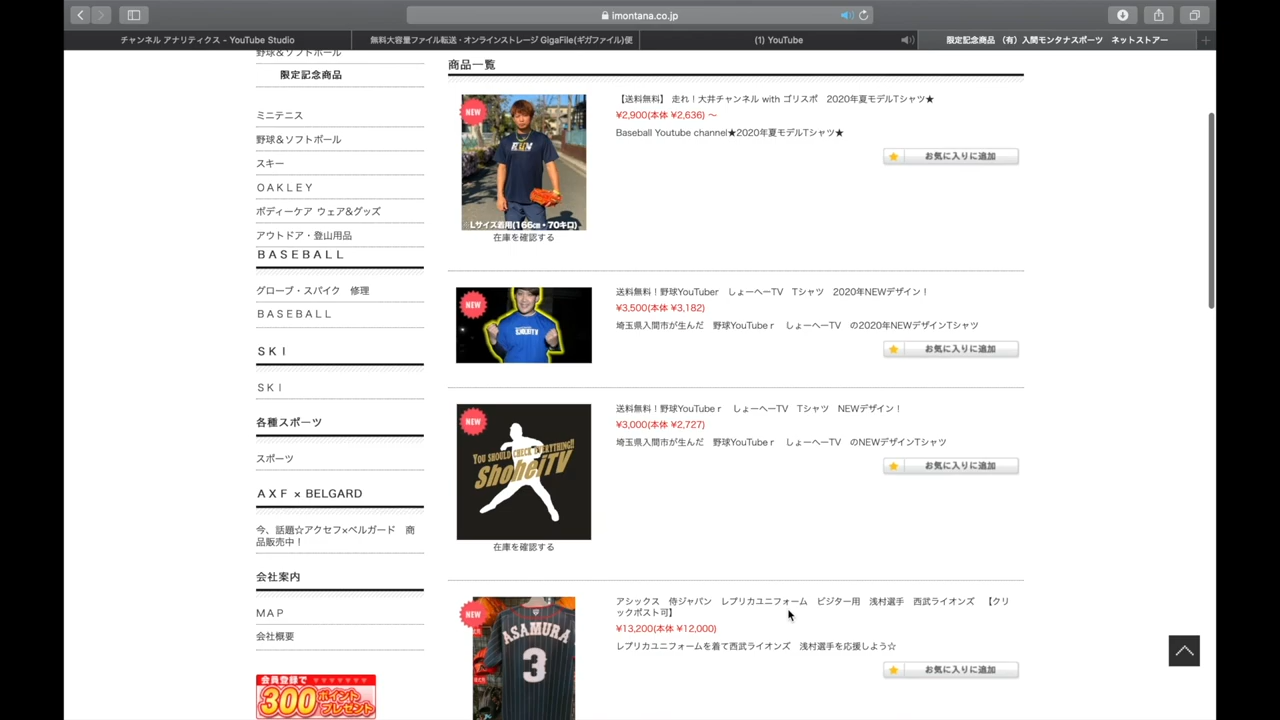 imontana.co.jp
チャンネル アナリティクス - YouTube Studio
無料大容量ファイル転送・オンラインストレージ GigaFile(ギガファイル)便
(1) YouTube
限定記念商品 （有）入間モンタナスポーツ　ネットストアー
野球＆ソフトボール
限定記念商品
ミニテニス
野球＆ソフトボール
スキー
ＯＡＫＬＥＹ
ボディーケア ウェア&グッズ
アウトドア・登山用品
ＢＡＳＥＢＡＬＬ
グローブ・スパイク　修理
ＢＡＳＥＢＡＬＬ
ＳＫＩ
ＳＫＩ
各種スポーツ
スポーツ
ＡＸＦ × BELGARD
今、話題☆アクセフ×ベルガード　商
品販売中！
会社案内
ＭＡＰ
会社概要
会員登録で
300ポイント
プレゼント
商品一覧
NEW
Lサイズ着用(166㎝・70キロ)
在庫を確認する
【送料無料】 走れ！大井チャンネル with ゴリスポ　2020年夏モデルTシャツ★
¥2,900(本体 ¥2,636) ～
Baseball Youtube channel★2020年夏モデルTシャツ★
お気に入りに追加
NEW
送料無料！野球YouTuber　しょーへーTV　Tシャツ　2020年NEWデザイン！
¥3,500(本体 ¥3,182)
埼玉県入間市が生んだ　野球YouTubeｒ　しょーへーTV　の2020年NEWデザインTシャツ
お気に入りに追加
NEW
YOU SHOULD CHECK EVERYTHING!!
ShoheiTV
在庫を確認する
送料無料！野球YouTubeｒ　しょーへーTV　Tシャツ　NEWデザイン！
¥3,000(本体 ¥2,727)
埼玉県入間市が生んだ　野球YouTubeｒ　しょーへーTV　のNEWデザインTシャツ
お気に入りに追加
NEW
ASAMURA
3
アシックス　侍ジャパン　レプリカユニフォーム　ビジター用　浅村選手　西武ライオンズ　【クリ
ックポスト可】
¥13,200(本体 ¥12,000)
レプリカユニフォームを着て西武ライオンズ　浅村選手を応援しよう☆
お気に入りに追加